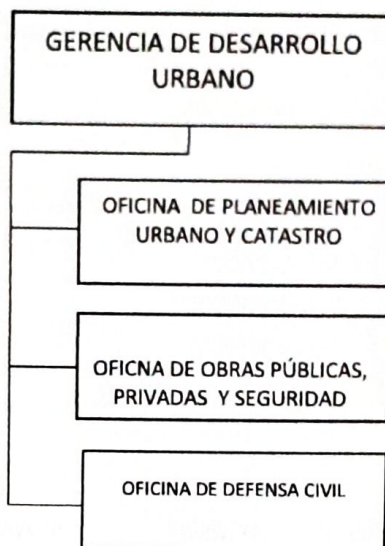 GERENCIA DE DESARROLLO
URBANO
OFICINA DE PLANEAMIENTO
URBANO Y CATASTRO
OFICNA DE OBRAS PÚBLICAS,
PRIVADAS Y SEGURIDAD
OFICINA DE DEFENSA CIVIL